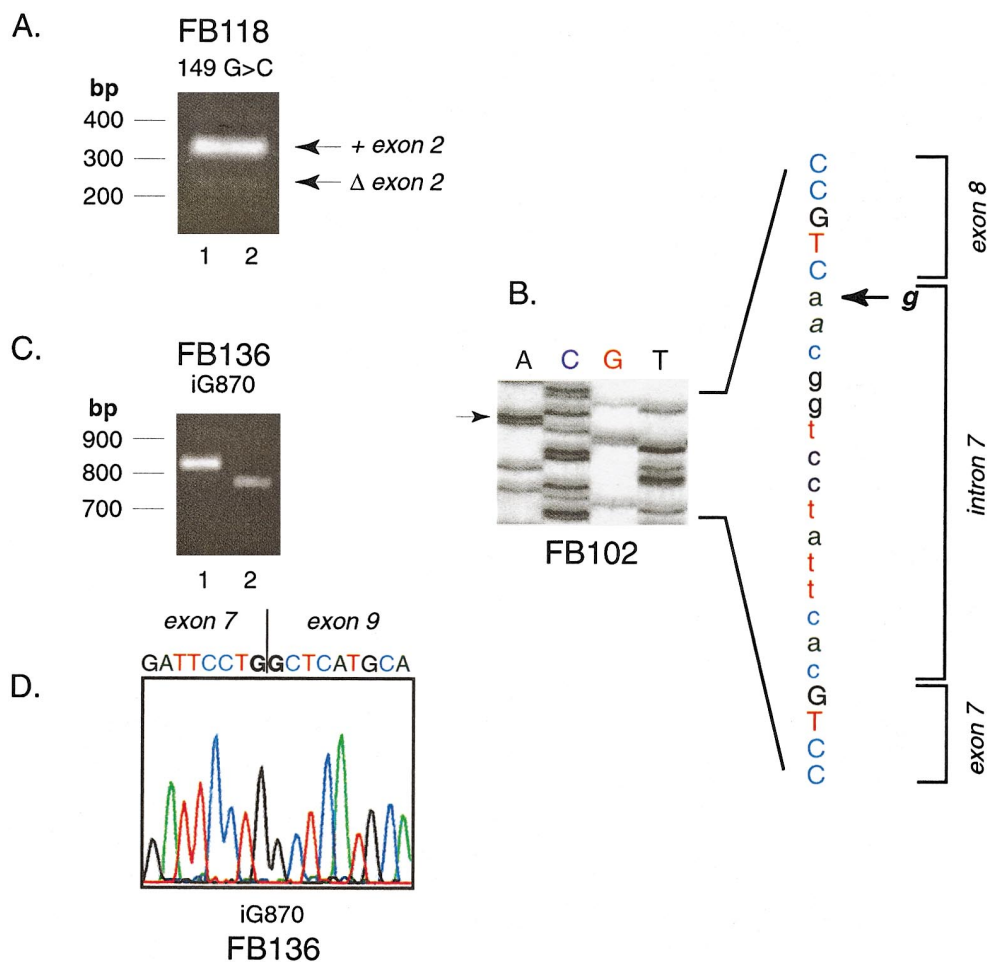 A.
FB118
149 G>C
bp
400
300
200
+ exon 2
Δ exon 2
1 2
B.
A C G T
FB102
C
C
G
T
C
a
a
c
g
g
t
c
c
t
a
t
t
c
a
c
G
T
C
C
g
exon 8
intron 7
exon 7
C.
FB136
iG870
bp
900
800
700
1 2
D.
exon 7 exon 9
GATTCCTGGCTCATGCA
iG870
FB136